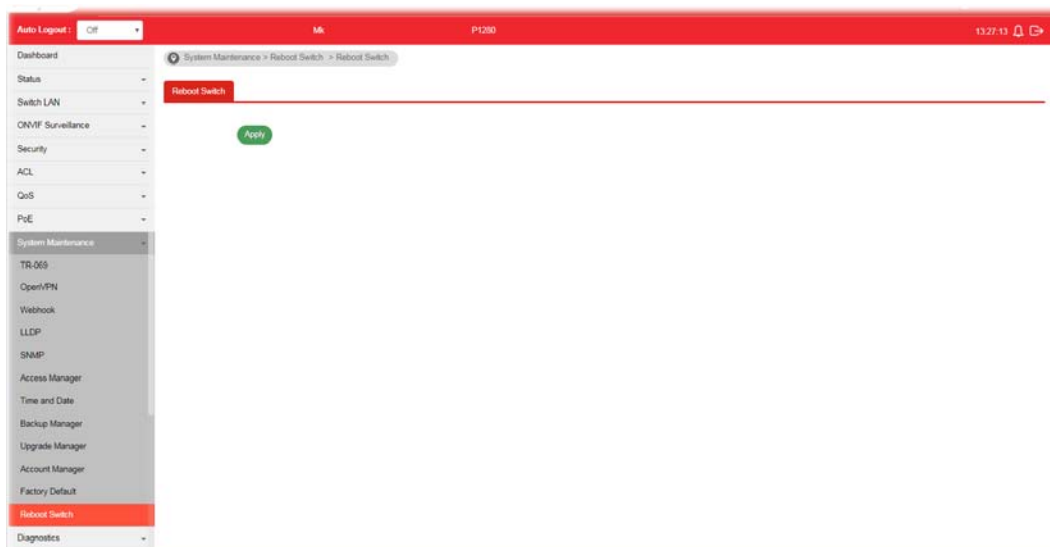 Auto Logout : Off Mk P1280 13:27:13
Dashboard
System Maintenance > Reboot Switch > Reboot Switch
Status
Reboot Switch
Switch LAN
ONVIF Surveillance
Apply
Security
ACL
QoS
PoE
System Maintenance
TR-069
OpenVPN
Webhook
LLDP
SNMP
Access Manager
Time and Date
Backup Manager
Upgrade Manager
Account Manager
Factory Default
Reboot Switch
Diagnostics